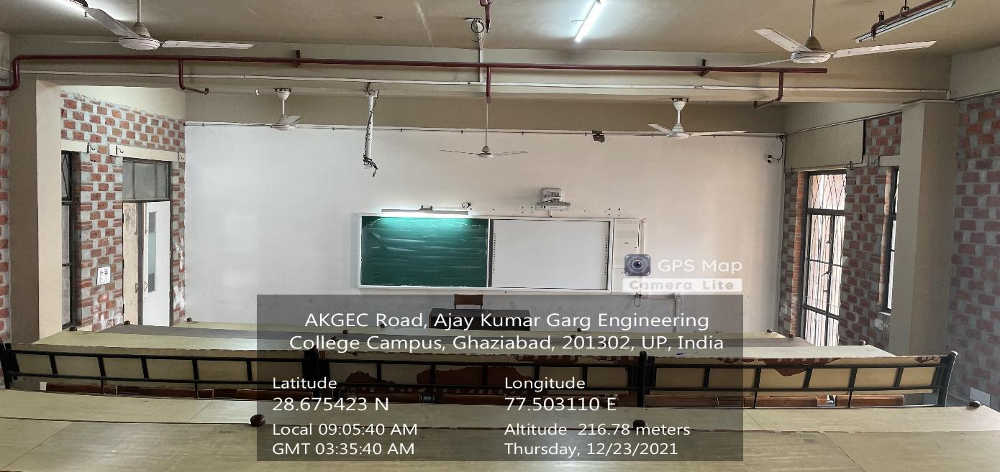 GPS Map
Camera Lite
AKGEC Road, Ajay Kumar Garg Engineering
College Campus, Ghaziabad, 201302, UP, India
Latitude
28.675423 N
Longitude
77.503110 E
Local 09:05:40 AM
GMT 03:35:40 AM
Altitude 216.78 meters
Thursday, 12/23/2021